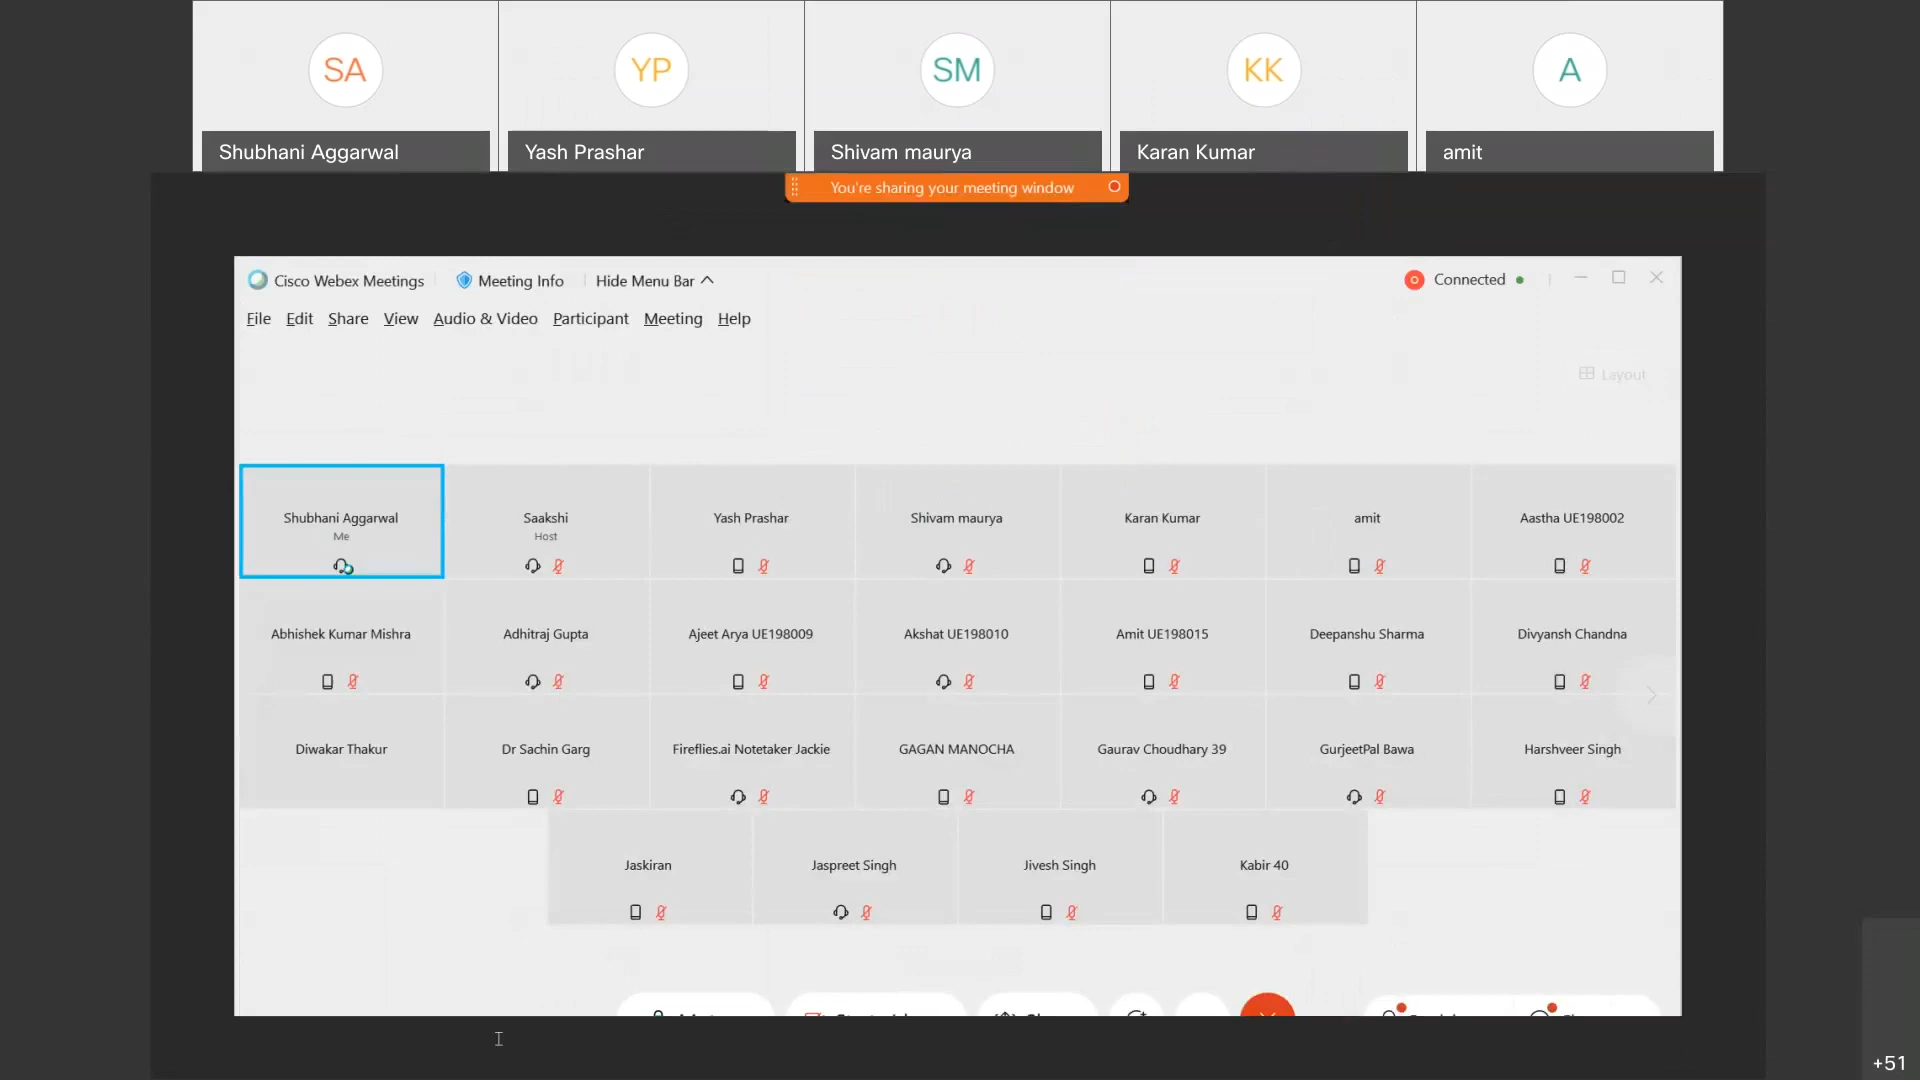 SA
YP
SM
KK
A
Shubhani Aggarwal
Yash Prashar
Shivam maurya
Karan Kumar
amit
You're sharing your meeting window
Cisco Webex Meetings
Meeting Info
Hide Menu Bar
Connected
File Edit Share View Audio & Video Participant Meeting Help
Layout
Shubhani Aggarwal
Me
Saakshi
Host
Yash Prashar
Shivam maurya
Karan Kumar
amit
Aastha UE198002
Abhishek Kumar Mishra
Adhitraj Gupta
Ajeet Arya UE198009
Akshat UE198010
Amit UE198015
Deepanshu Sharma
Divyansh Chandna
Diwakar Thakur
Dr Sachin Garg
Fireflies.ai Notetaker Jackie
GAGAN MANOCHA
Gaurav Choudhary 39
GurjeetPal Bawa
Harshveer Singh
Jaskiran
Jaspreet Singh
Jivesh Singh
Kabir 40
+51